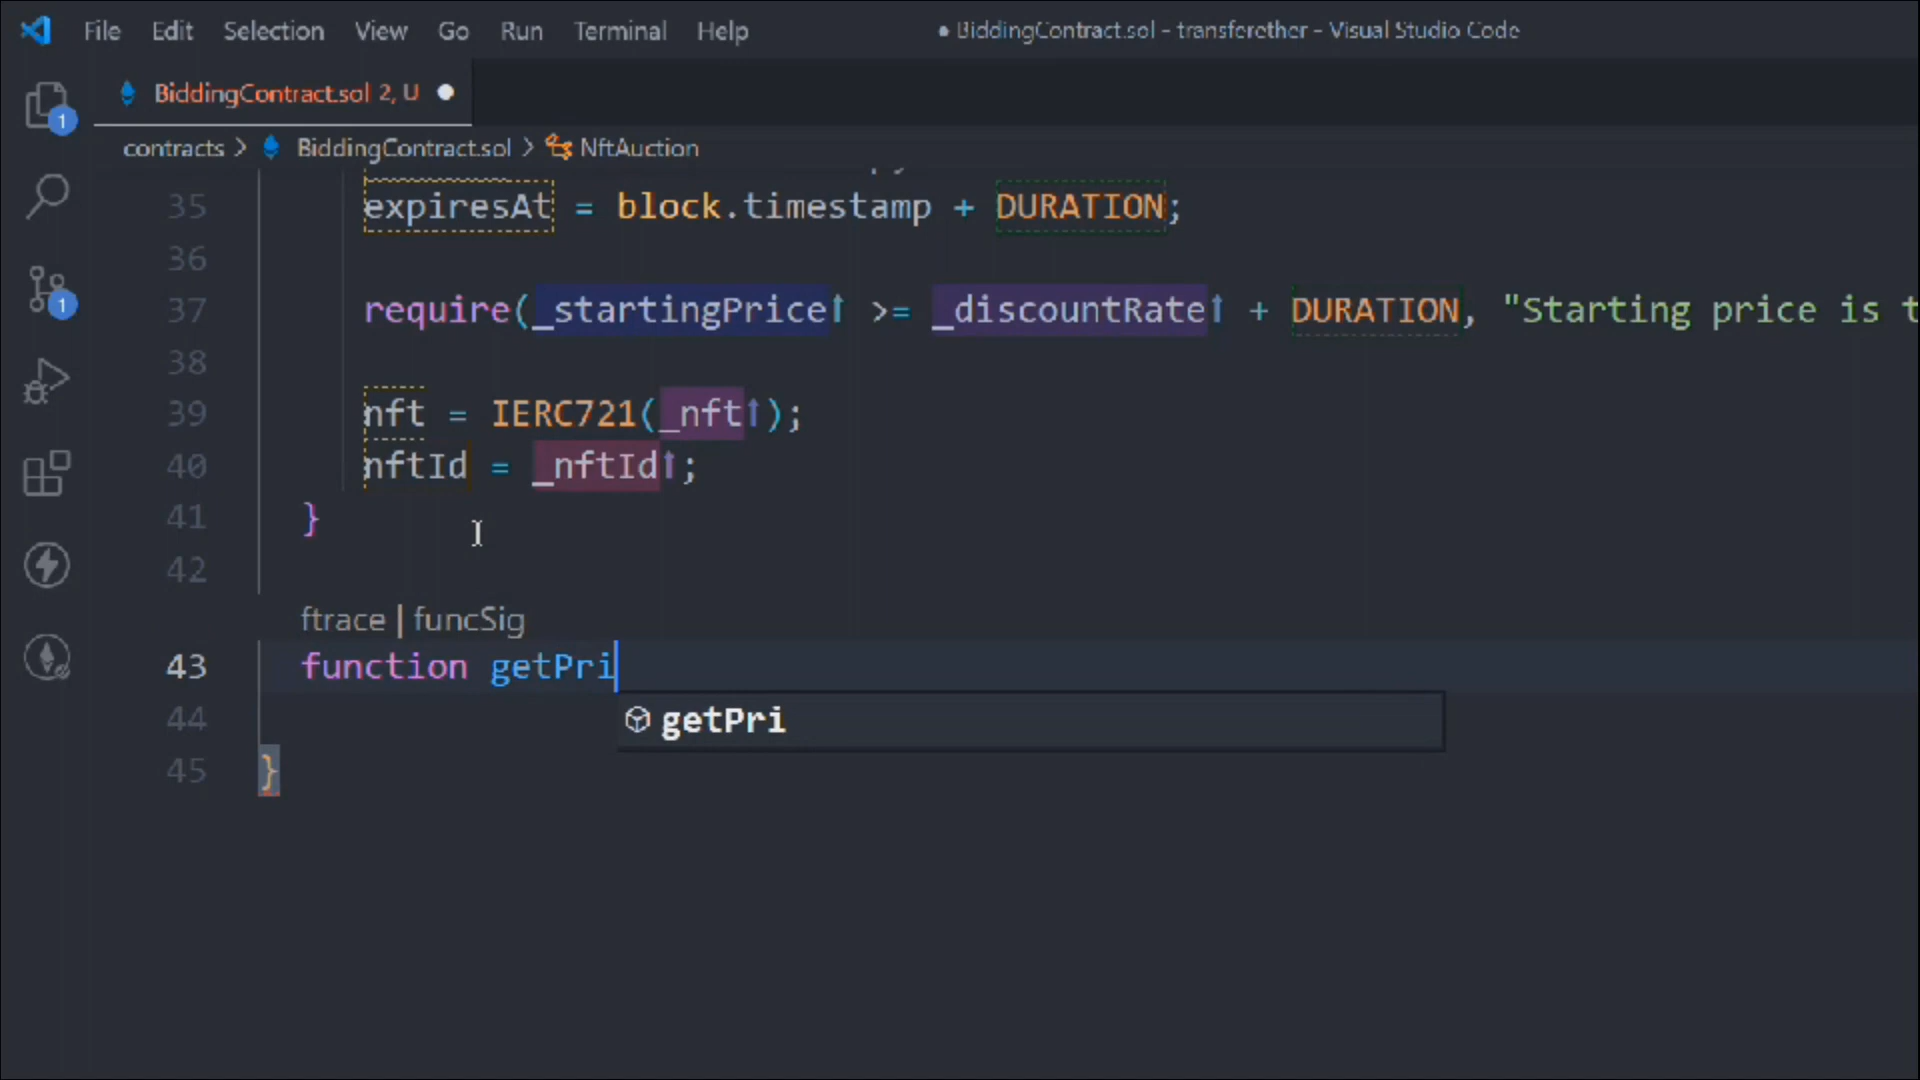 File Edit Selection View Go Run Terminal Help
● BiddingContract.sol - transferether - Visual Studio Code
BiddingContract.sol 2, U ●
contracts > BiddingContract.sol > NftAuction
1
1
35 expiresAt = block.timestamp + DURATION;
36
37 require(_startingPrice↑ >= _discountRate↑ + DURATION, "Starting price is t
38
39 nft = IERC721(_nft↑);
40 nftId = _nftId↑;
41 }
42
ftrace | funcSig
43 function getPri
44
getPri
45 }